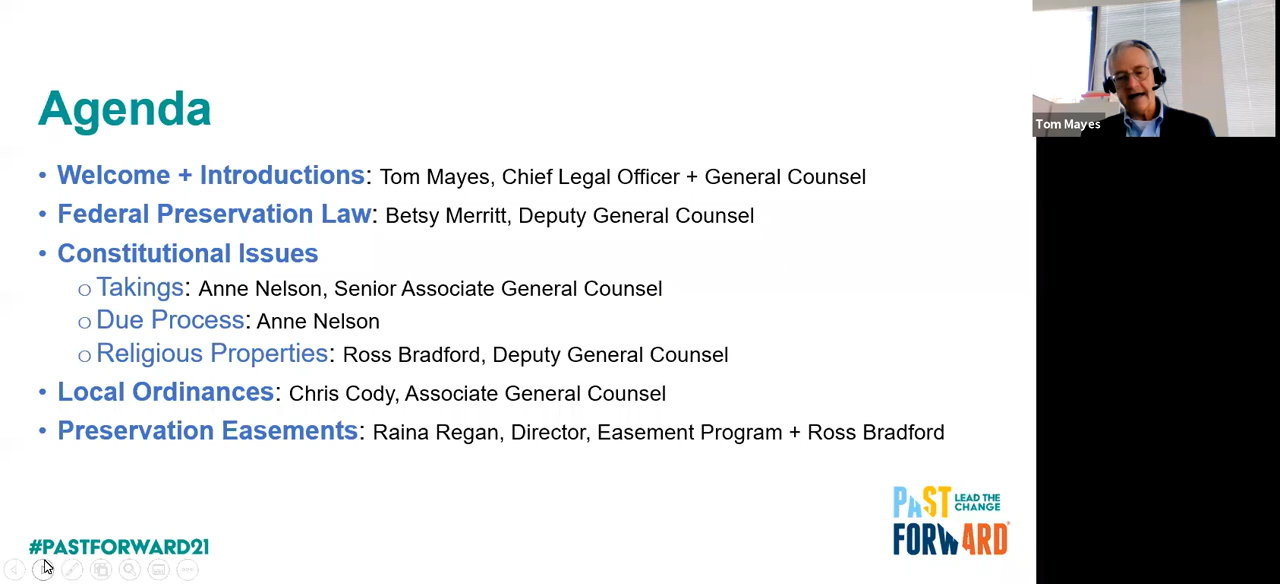 Agenda
• Welcome + Introductions: Tom Mayes, Chief Legal Officer + General Counsel
• Federal Preservation Law: Betsy Merritt, Deputy General Counsel
• Constitutional Issues
○ Takings: Anne Nelson, Senior Associate General Counsel
○ Due Process: Anne Nelson
○ Religious Properties: Ross Bradford, Deputy General Counsel
• Local Ordinances: Chris Cody, Associate General Counsel
• Preservation Easements: Raina Regan, Director, Easement Program + Ross Bradford
Tom Mayes
PAST LEAD THE
CHANGE
FORWARD®
#PASTFORWARD21